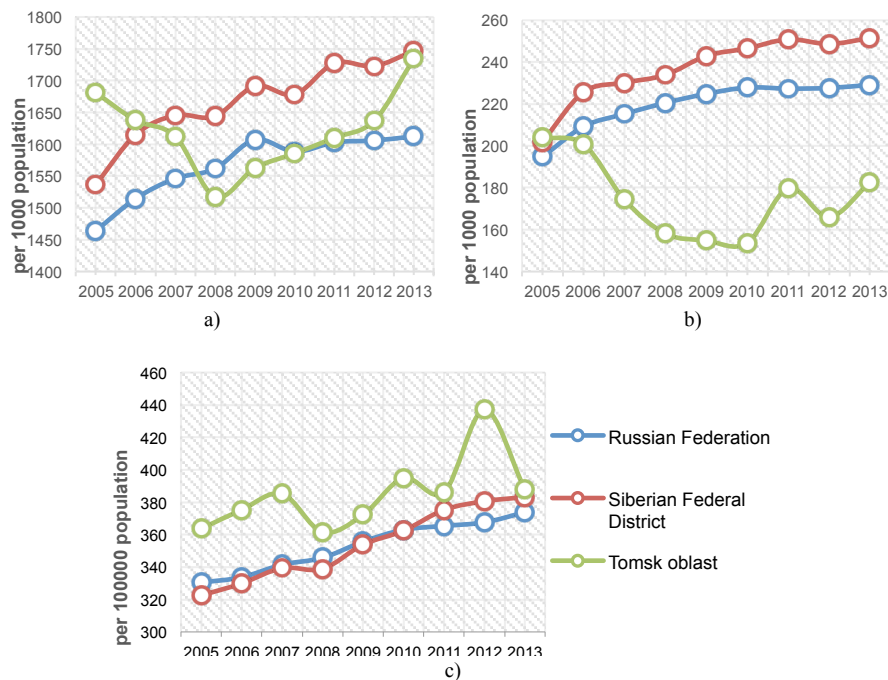 1800
1750
1700
1650
1600
1550
1500
1450
1400
per 1000 population
2005 2006 2007 2008 2009 2010 2011 2012 2013
a)
260
240
220
200
180
160
140
per 1000 population
2005 2006 2007 2008 2009 2010 2011 2012 2013
b)
460
440
420
400
380
360
340
320
300
per 100000 population
2005 2006 2007 2008 2009 2010 2011 2012 2013
c)
Russian Federation
Siberian Federal
District
Tomsk oblast